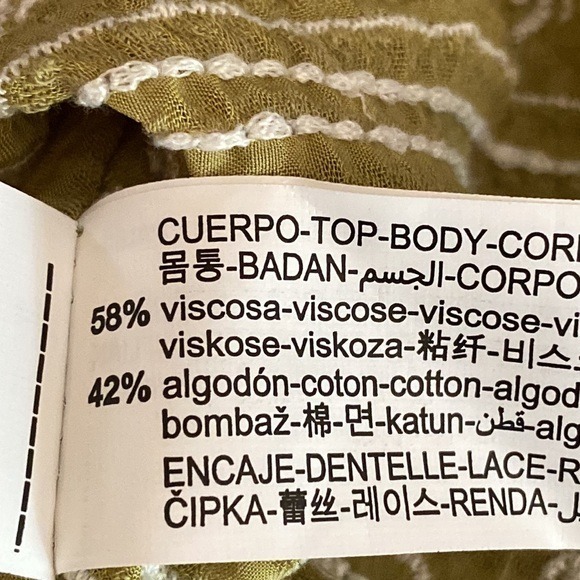 CUERPO-TOP-BODY-COR
몸통-BADAN-الجسم-CORPO
58% viscosa-viscose-viscose-vi
viskose-viskoza-粘纤-비스
42% algodón-coton-cotton-algod
bombaž-棉-면-katun-قطن-alg
ENCAJE-DENTELLE-LACE-R
ČIPKA-蕾丝-레이스-RENDA-